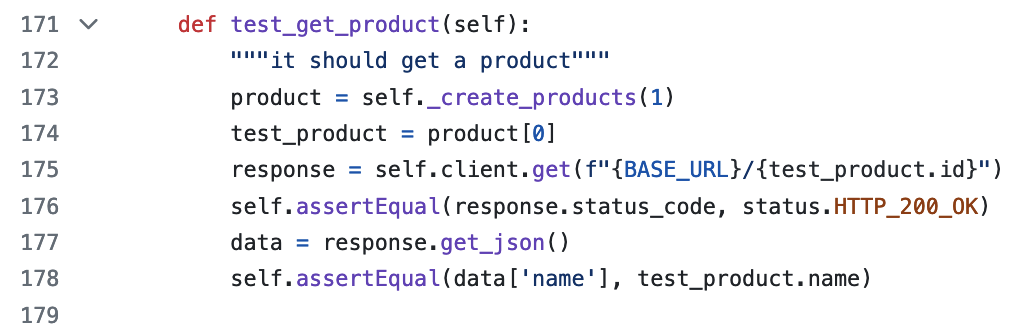 171 def test_get_product(self):
172 """it should get a product"""
173 product = self._create_products(1)
174 test_product = product[0]
175 response = self.client.get(f"{BASE_URL}/{test_product.id}")
176 self.assertEqual(response.status_code, status.HTTP_200_OK)
177 data = response.get_json()
178 self.assertEqual(data['name'], test_product.name)
179